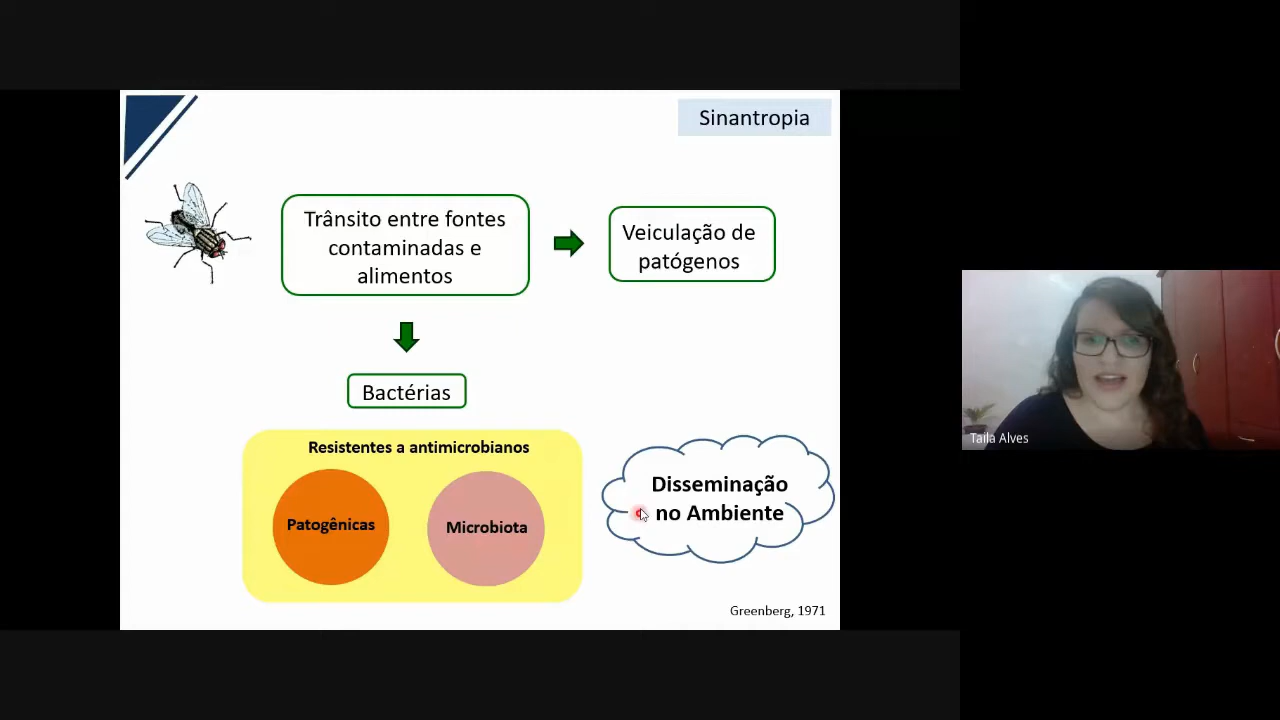 Sinantropia
Trânsito entre fontes
contaminadas e
alimentos
Veiculação de
patógenos
Bactérias
Resistentes a antimicrobianos
Patogênicas
Microbiota
Disseminação
no Ambiente
Greenberg, 1971
Taila Alves